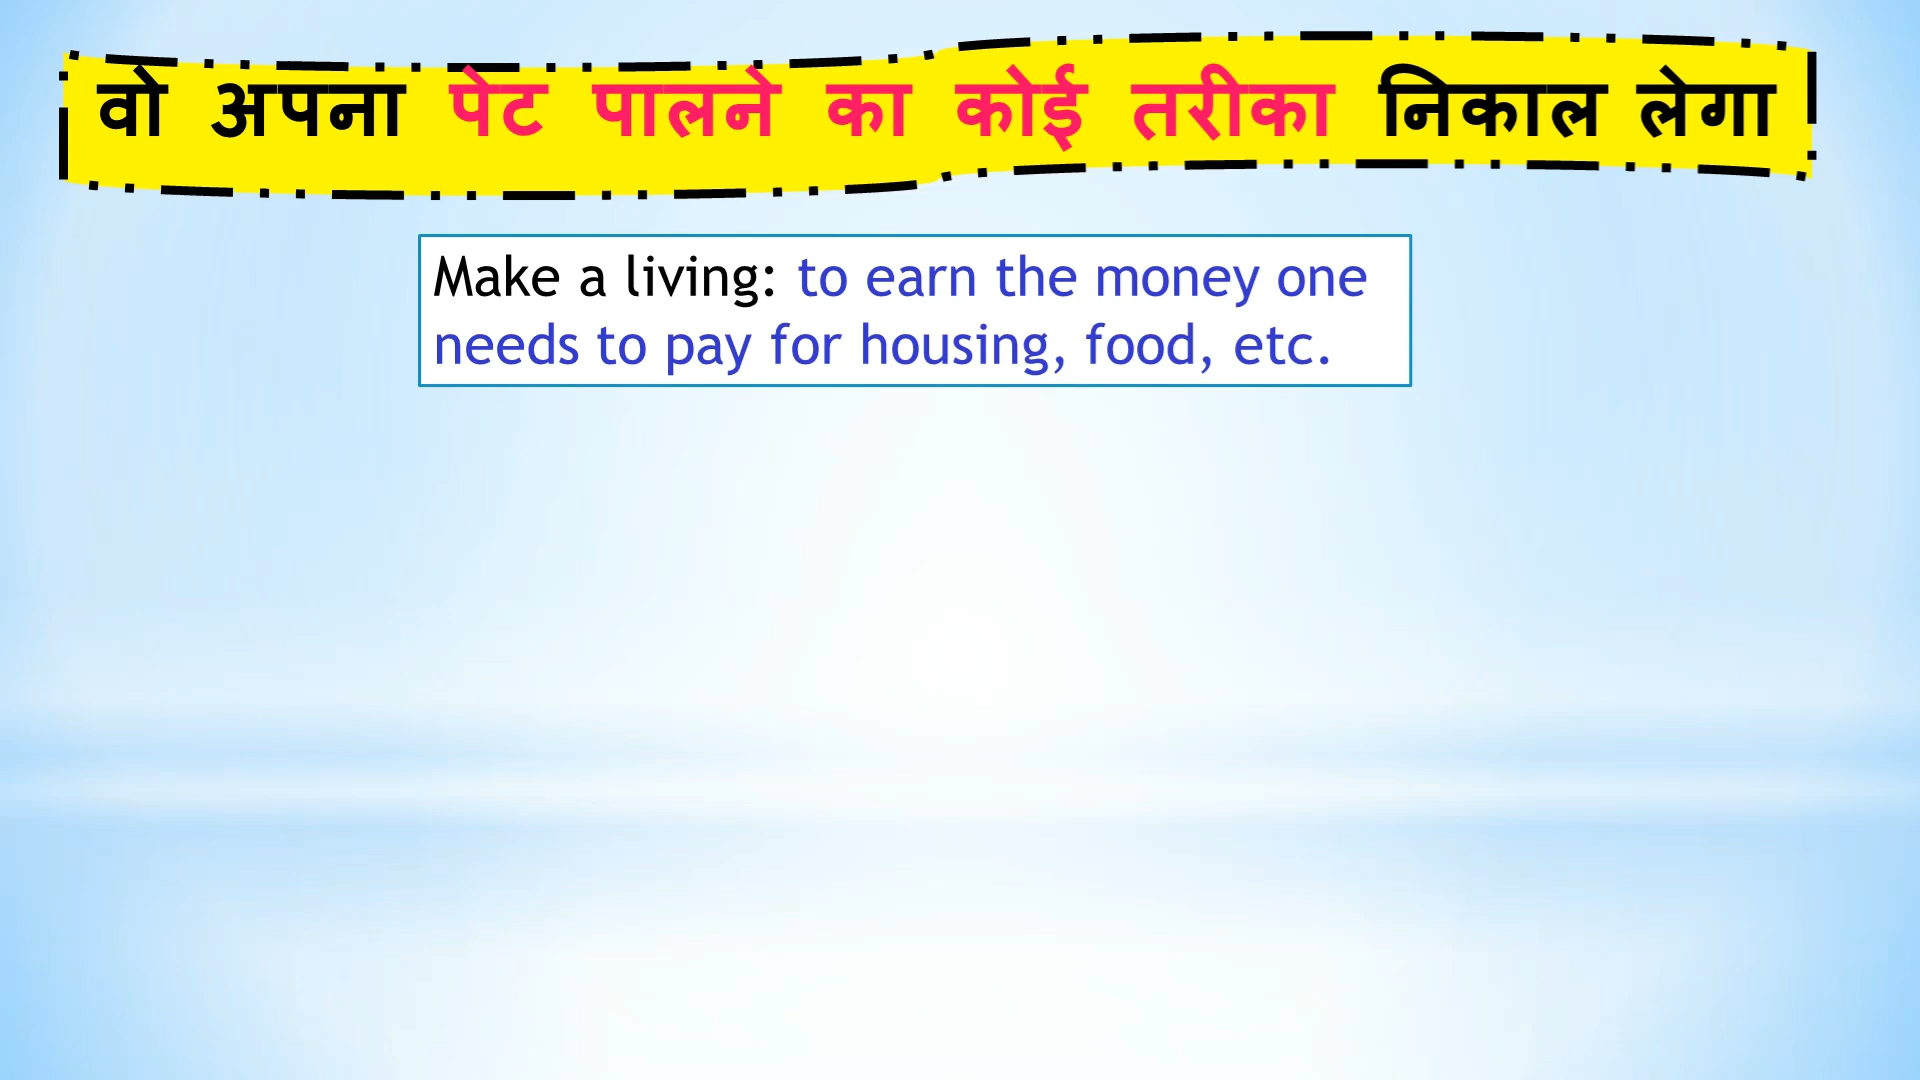 वो अपना पेट पालने का कोई तरीका निकाल लेगा
Make a living: to earn the money one
needs to pay for housing, food, etc.